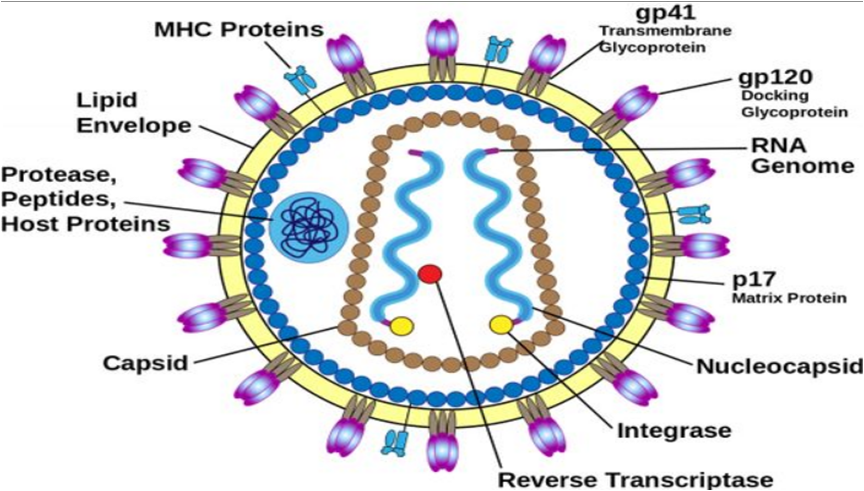 gp41
Transmembrane
Glycoprotein
MHC Proteins
gp120
Docking
Glycoprotein
Lipid
Envelope
RNA
Genome
Protease,
Peptides,
Host Proteins
p17
Matrix Protein
Capsid
Nucleocapsid
Integrase
Reverse Transcriptase